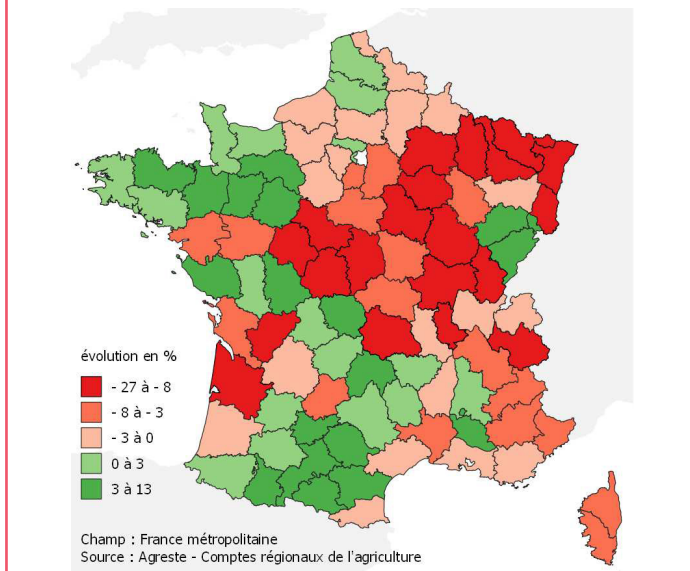 évolution en %
- 27 à - 8
- 8 à - 3
- 3 à 0
0 à 3
3 à 13
Champ : France métropolitaine
Source : Agreste - Comptes régionaux de l'agriculture